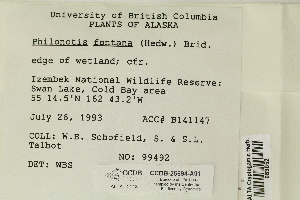 University of British Columbia
PLANTS OF ALASKA
Philonotis fontana (Hedw.) Brid.
edge of wetland; cfr.
Izembek National Wildlife Reserve:
Swan Lake, Cold Bay area
55 14.5'N 162 43.2'W
July 26, 1993 ACC# B141147
COLL: W.B. Schofield, S. & S.L.
Talbot
NO: 99492
DET: WBS
CCDB
CCDB-25694-A01